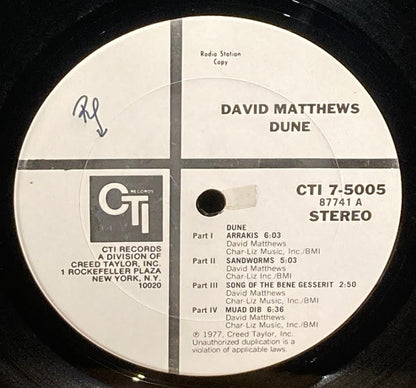 Radio Station
Copy
DAVID MATTHEWS
DUNE
CTI
RECORDS
CTI 7-5005
87741 A
STEREO
CTI RECORDS
A DIVISION OF
CREED TAYLOR, INC.
1 ROCKEFELLER PLAZA
NEW YORK, N.Y.
10020
DUNE
Part I ARRAKIS 6:03
David Matthews
Char-Liz Music, Inc./BMI
Part II SANDWORMS 5:03
David Matthews
Char-Liz Music Inc./BMI
Part III SONG OF THE BENE GESSERIT 2:50
David Matthews
Char-Liz Music, Inc./BMI
Part IV MUAD DIB 6:36
David Matthews
Char-Liz Music, Inc./BMI
℗ 1977, Creed Taylor, Inc.
Unauthorized duplication is a
violation of applicable laws.